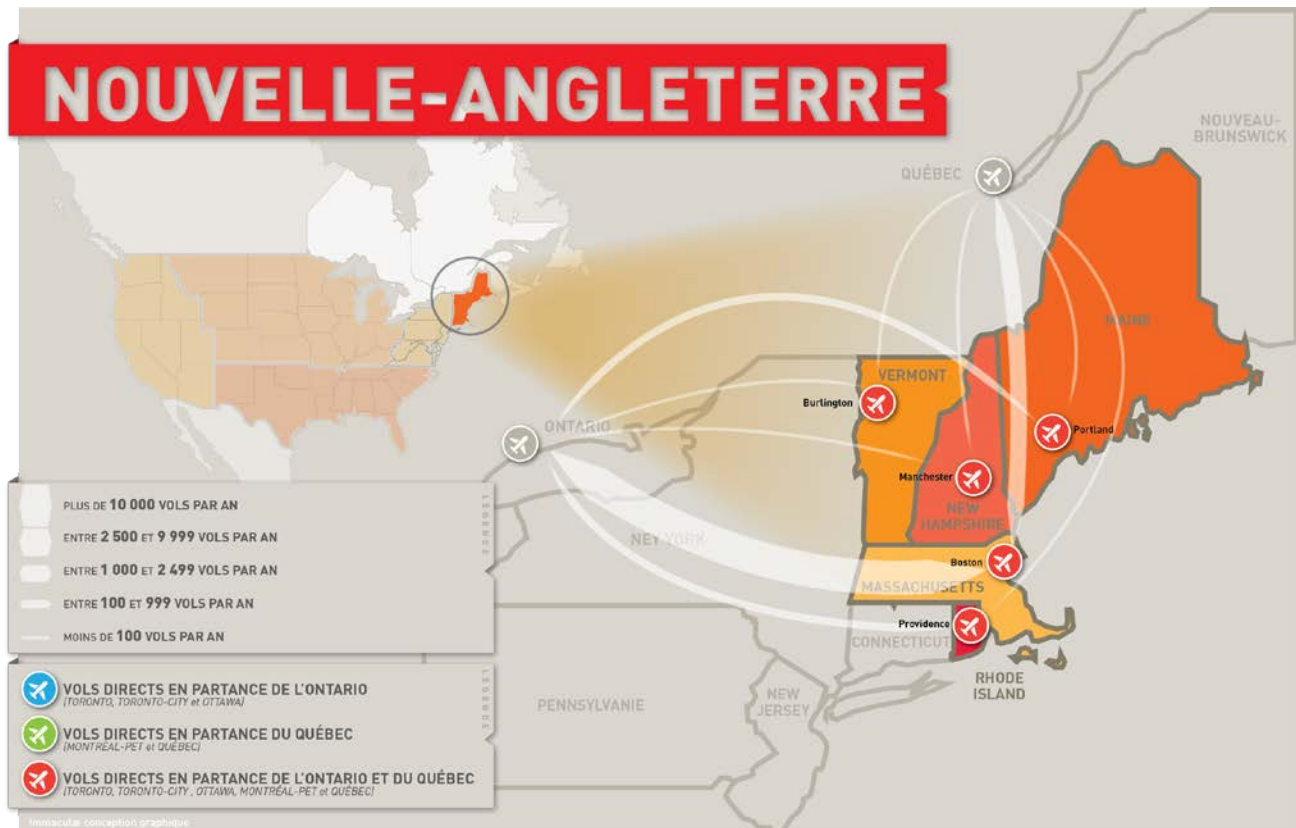 NOUVELLE-ANGLETERRE
NOUVEAU-
BRUNSWICK
QUÉBEC
MAINE
VERMONT
Burlington
ONTARIO
Portland
Manchester
NEW
HAMPSHIRE
NEY-YORK
Boston
MASSACHUSETTS
Providence
CONNECTICUT
RHODE
ISLAND
PENNSYLVANIE
NEW
JERSEY
LÉGENDE
PLUS DE 10 000 VOLS PAR AN
ENTRE 2 500 ET 9 999 VOLS PAR AN
ENTRE 1 000 ET 2 499 VOLS PAR AN
ENTRE 100 ET 999 VOLS PAR AN
MOINS DE 100 VOLS PAR AN
LÉGENDE
VOLS DIRECTS EN PARTANCE DE L'ONTARIO
(TORONTO, TORONTO-CITY et OTTAWA)
VOLS DIRECTS EN PARTANCE DU QUÉBEC
(MONTRÉAL-PET et QUÉBEC)
VOLS DIRECTS EN PARTANCE DE L'ONTARIO ET DU QUÉBEC
(TORONTO, TORONTO-CITY , OTTAWA, MONTRÉAL-PET et QUÉBEC)
Immaculæ conception graphique